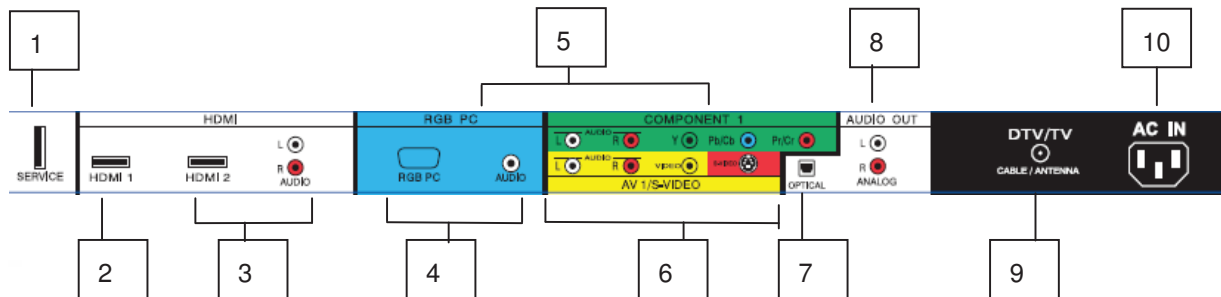 1
5
8
10
HDMI
RGB PC
COMPONENT 1
AUDIO OUT
L
L AUDIO R Y Pb/Cb Pr/Cr
L
DTV/TV
AC IN
SERVICE
HDMI 1
HDMI 2
R
AUDIO
RGB PC
AUDIO
L AUDIO R VIDEO S-VIDEO
AV 1/S-VIDEO
OPTICAL
R
ANALOG
CABLE / ANTENNA
2
3
4
6
7
9